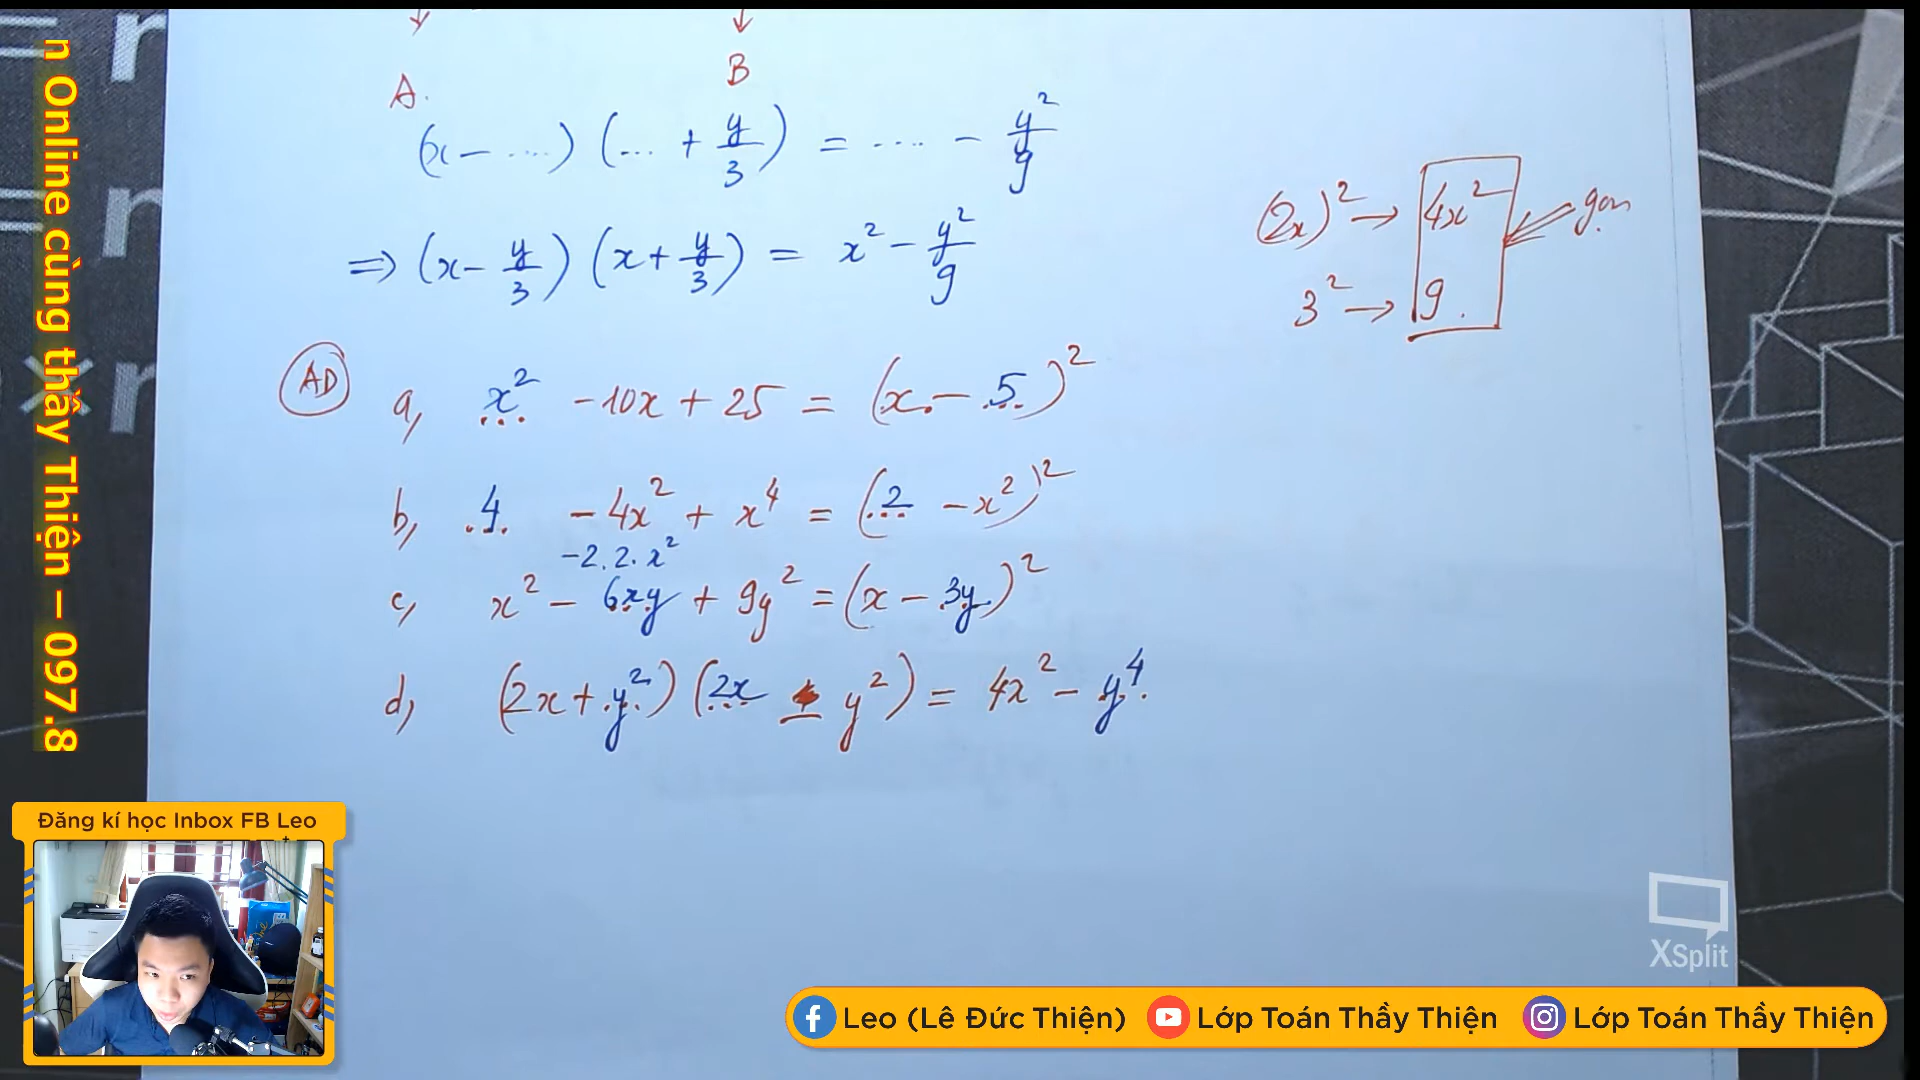 A.
B
(x - ....) (... + y/3) = .... - y²/9
⇒ (x - y/3) (x + y/3) = x² - y²/9
(2x)² → 4x²
gọn
3² → 9.
AD
a, x² - 10x + 25 = (x - 5)²
b, 4 - 4x² + x⁴ = (2 - x²)²
-2.2.x²
c, x² - 6xy + 9y² = (x - 3y)²
d, (2x + y²) (2x - y²) = 4x² - y⁴.
n Online cùng thầy Thiện – 097.8
Đăng kí học Inbox FB Leo
XSplit
Leo (Lê Đức Thiện) Lớp Toán Thầy Thiện Lớp Toán Thầy Thiện